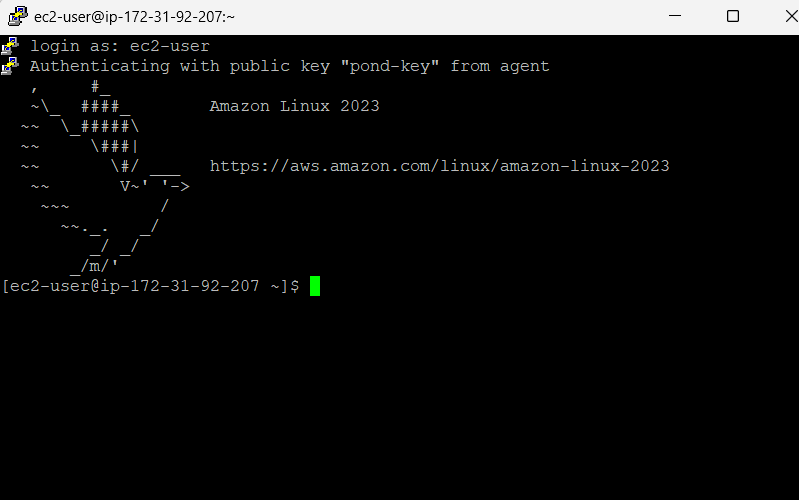 ec2-user@ip-172-31-92-207:~
login as: ec2-user
Authenticating with public key "pond-key" from agent
   ,     #_
   ~\_  ####_        Amazon Linux 2023
  ~~  \_#####\
  ~~     \###|
  ~~       \#/ ___   https://aws.amazon.com/linux/amazon-linux-2023
   ~~       V~' '->
    ~~~         /
      ~~._.   _/
         _/ _/
       _/m/'
[ec2-user@ip-172-31-92-207 ~]$